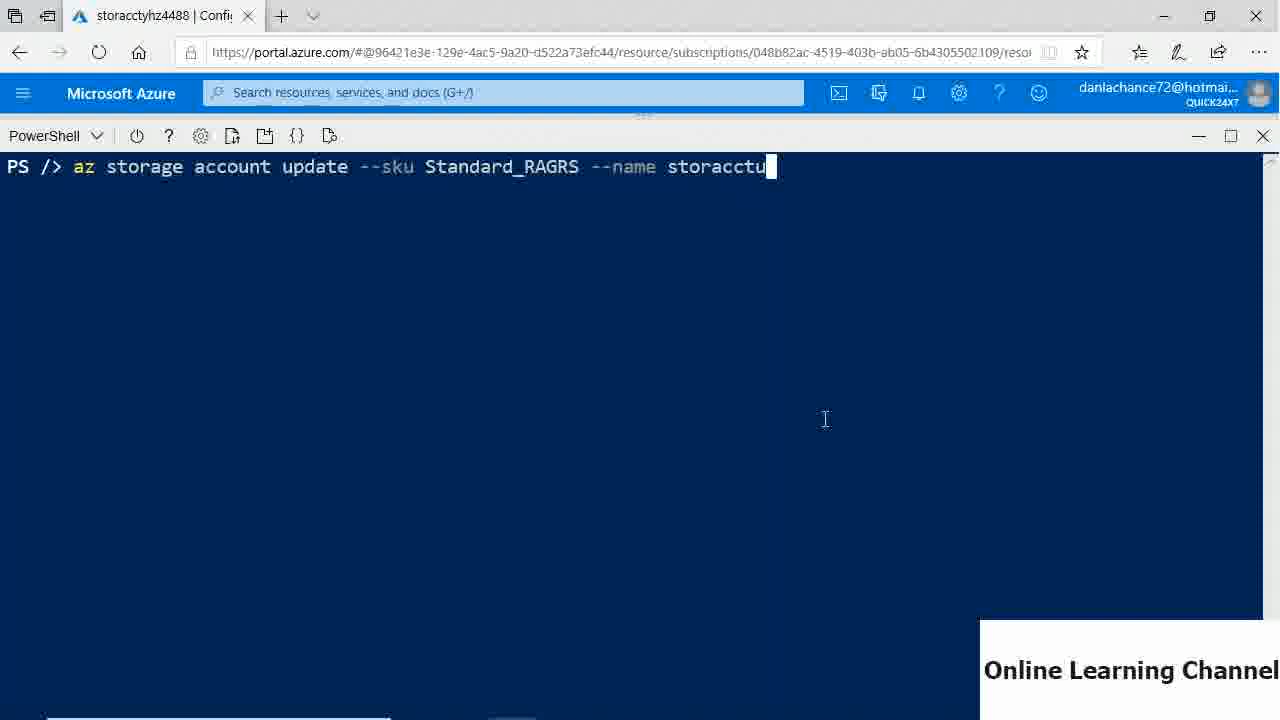 storacctyhz4488 | Config
https://portal.azure.com/#@96421e3e-129e-4ac5-9a20-d522a73efc44/resource/subscriptions/048b82ac-4519-403b-ab05-6b4305502109/resou
Microsoft Azure
Search resources, services, and docs (G+/)
danlachance72@hotmai...
QUICK24X7
PowerShell
PS /> az storage account update --sku Standard_RAGRS --name storacctu
Online Learning Channel